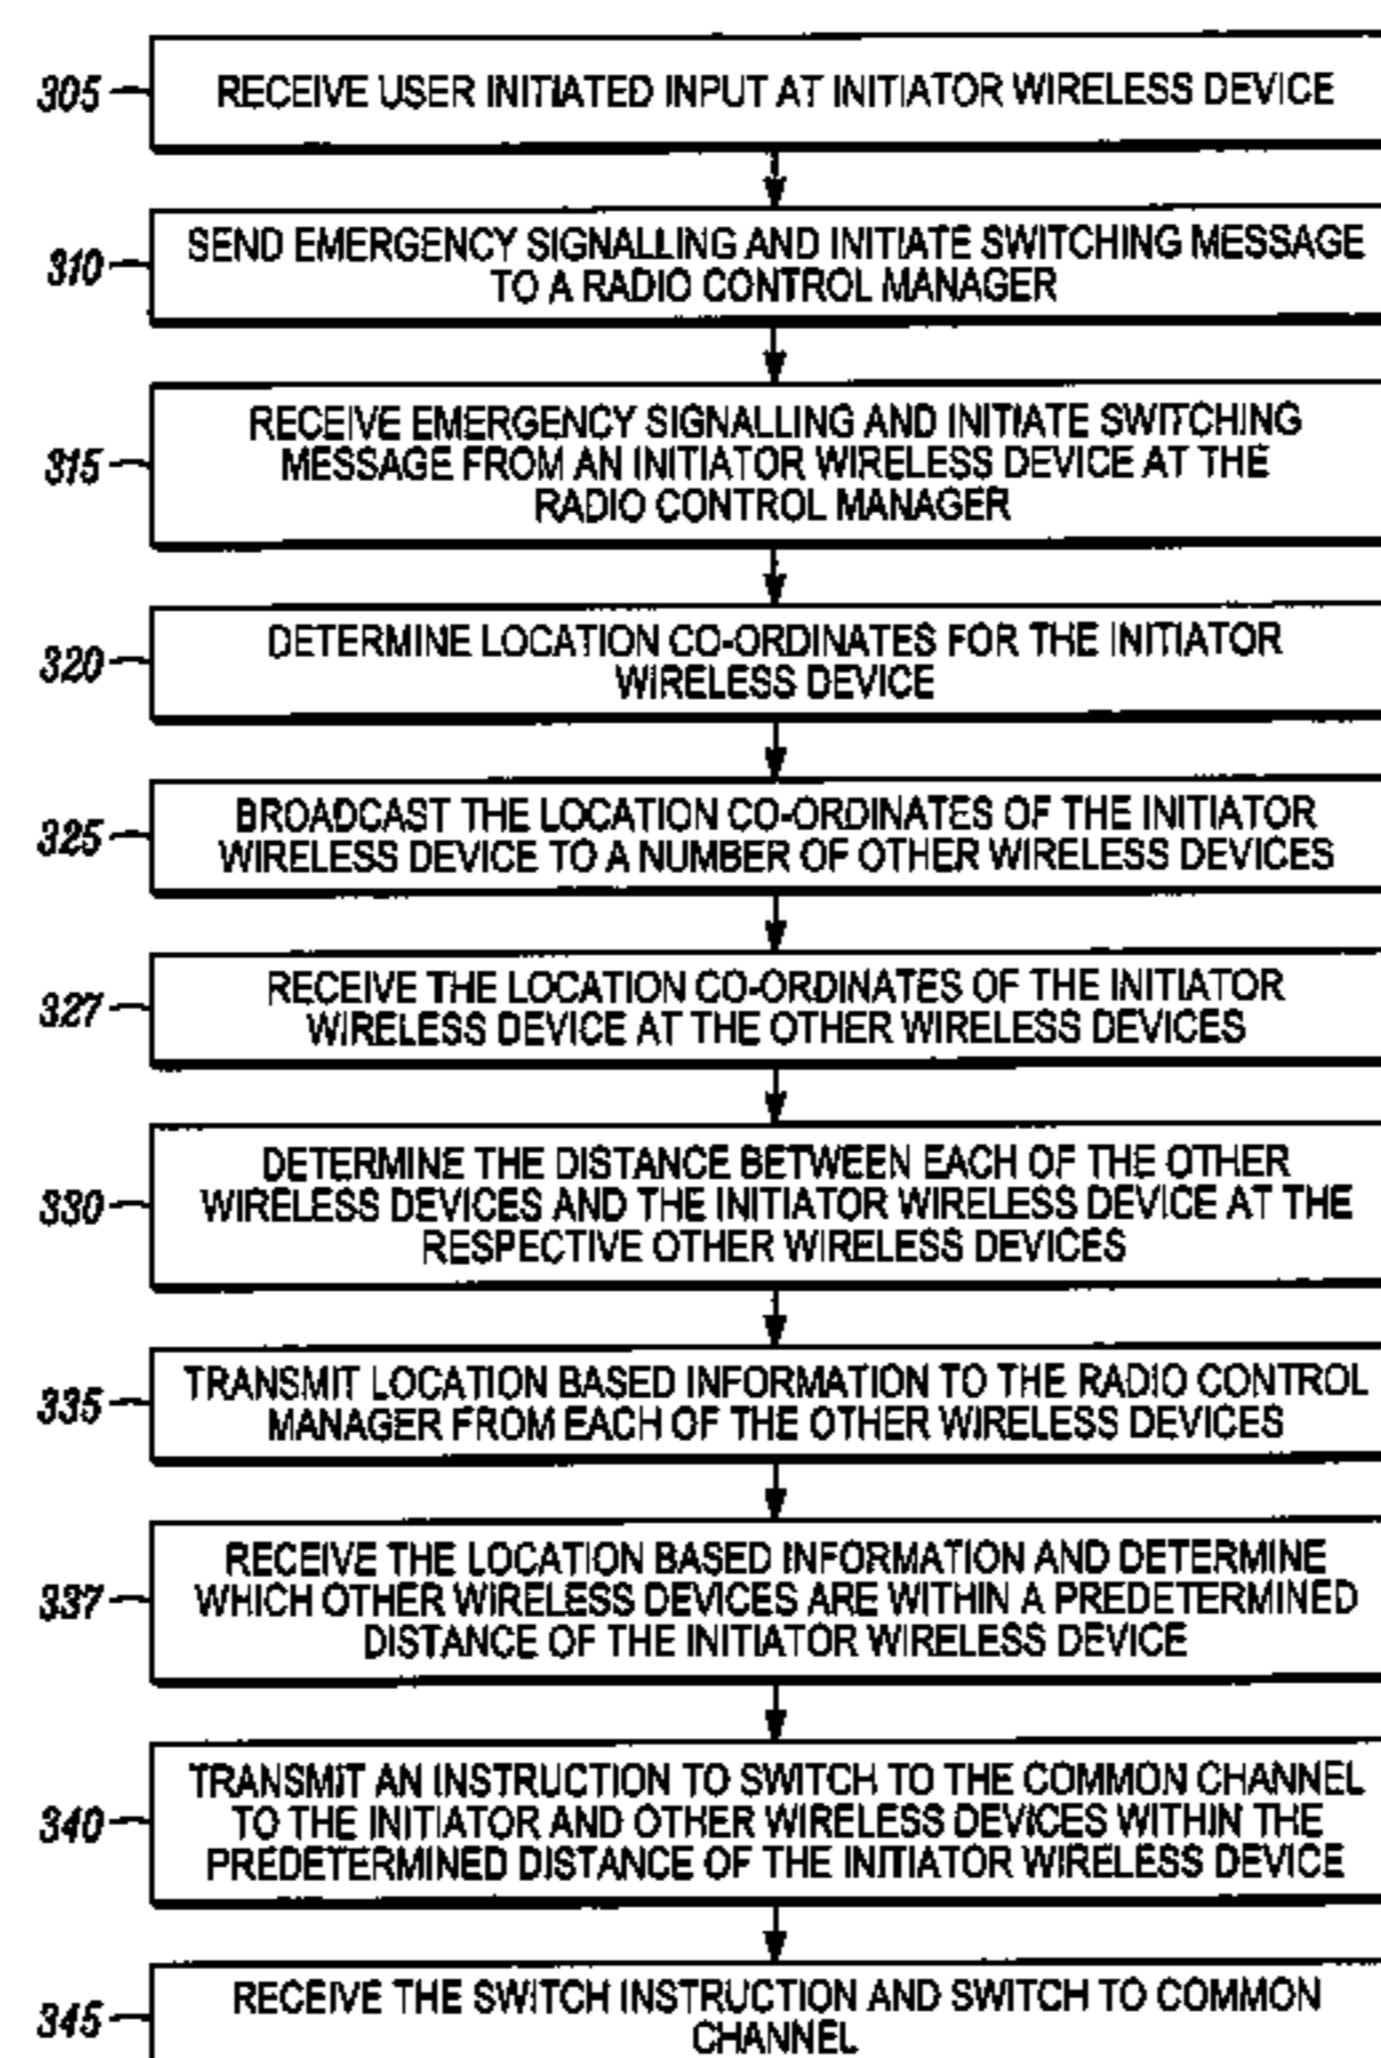 305
RECEIVE USER INITIATED INPUT AT INITIATOR WIRELESS DEVICE
310
SEND EMERGENCY SIGNALLING AND INITIATE SWITCHING MESSAGE
TO A RADIO CONTROL MANAGER
315
RECEIVE EMERGENCY SIGNALLING AND INITIATE SWITCHING
MESSAGE FROM AN INITIATOR WIRELESS DEVICE AT THE
RADIO CONTROL MANAGER
320
DETERMINE LOCATION CO-ORDINATES FOR THE INITIATOR
WIRELESS DEVICE
325
BROADCAST THE LOCATION CO-ORDINATES OF THE INITIATOR
WIRELESS DEVICE TO A NUMBER OF OTHER WIRELESS DEVICES
327
RECEIVE THE LOCATION CO-ORDINATES OF THE INITIATOR
WIRELESS DEVICE AT THE OTHER WIRELESS DEVICES
330
DETERMINE THE DISTANCE BETWEEN EACH OF THE OTHER
WIRELESS DEVICES AND THE INITIATOR WIRELESS DEVICE AT THE
RESPECTIVE OTHER WIRELESS DEVICES
335
TRANSMIT LOCATION BASED INFORMATION TO THE RADIO CONTROL
MANAGER FROM EACH OF THE OTHER WIRELESS DEVICES
337
RECEIVE THE LOCATION BASED INFORMATION AND DETERMINE
WHICH OTHER WIRELESS DEVICES ARE WITHIN A PREDETERMINED
DISTANCE OF THE INITIATOR WIRELESS DEVICE
340
TRANSMIT AN INSTRUCTION TO SWITCH TO THE COMMON CHANNEL
TO THE INITIATOR AND OTHER WIRELESS DEVICES WITHIN THE
PREDETERMINED DISTANCE OF THE INITIATOR WIRELESS DEVICE
345
RECEIVE THE SWITCH INSTRUCTION AND SWITCH TO COMMON
CHANNEL